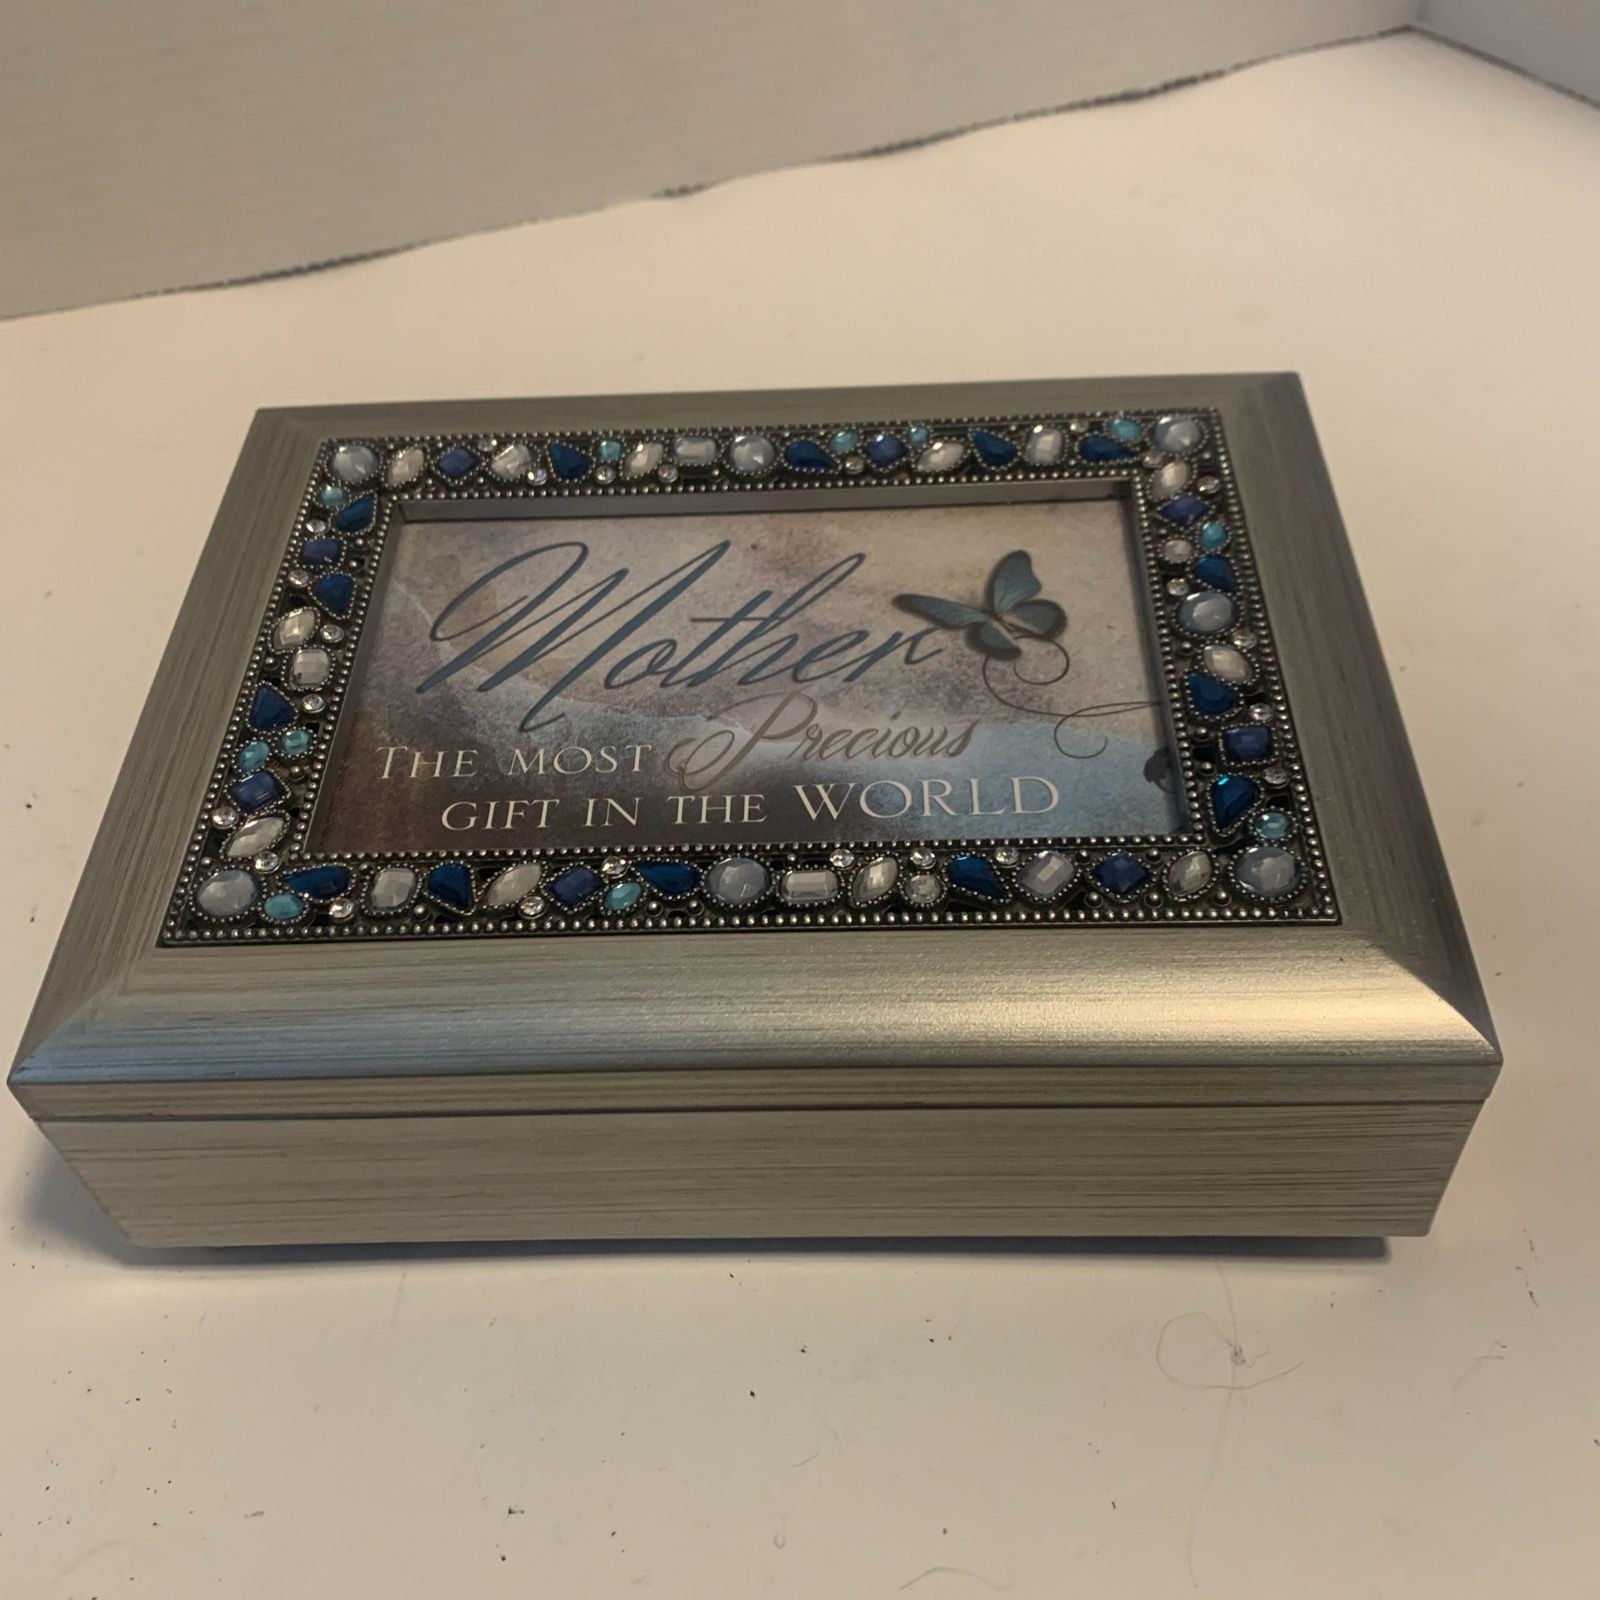 Mother
THE MOST Precious
GIFT IN THE WORLD